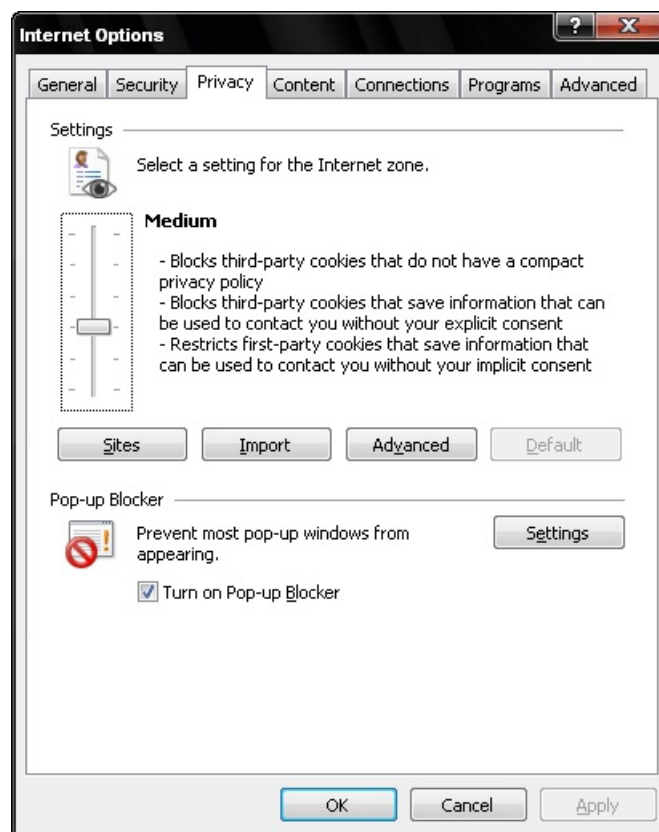 Internet Options
General Security Privacy Content Connections Programs Advanced
Settings
Select a setting for the Internet zone.
Medium
- Blocks third-party cookies that do not have a compact
privacy policy
- Blocks third-party cookies that save information that can
be used to contact you without your explicit consent
- Restricts first-party cookies that save information that
can be used to contact you without your implicit consent
Sites Import Advanced Default
Pop-up Blocker
Prevent most pop-up windows from
appearing.
Settings
Turn on Pop-up Blocker
OK Cancel Apply